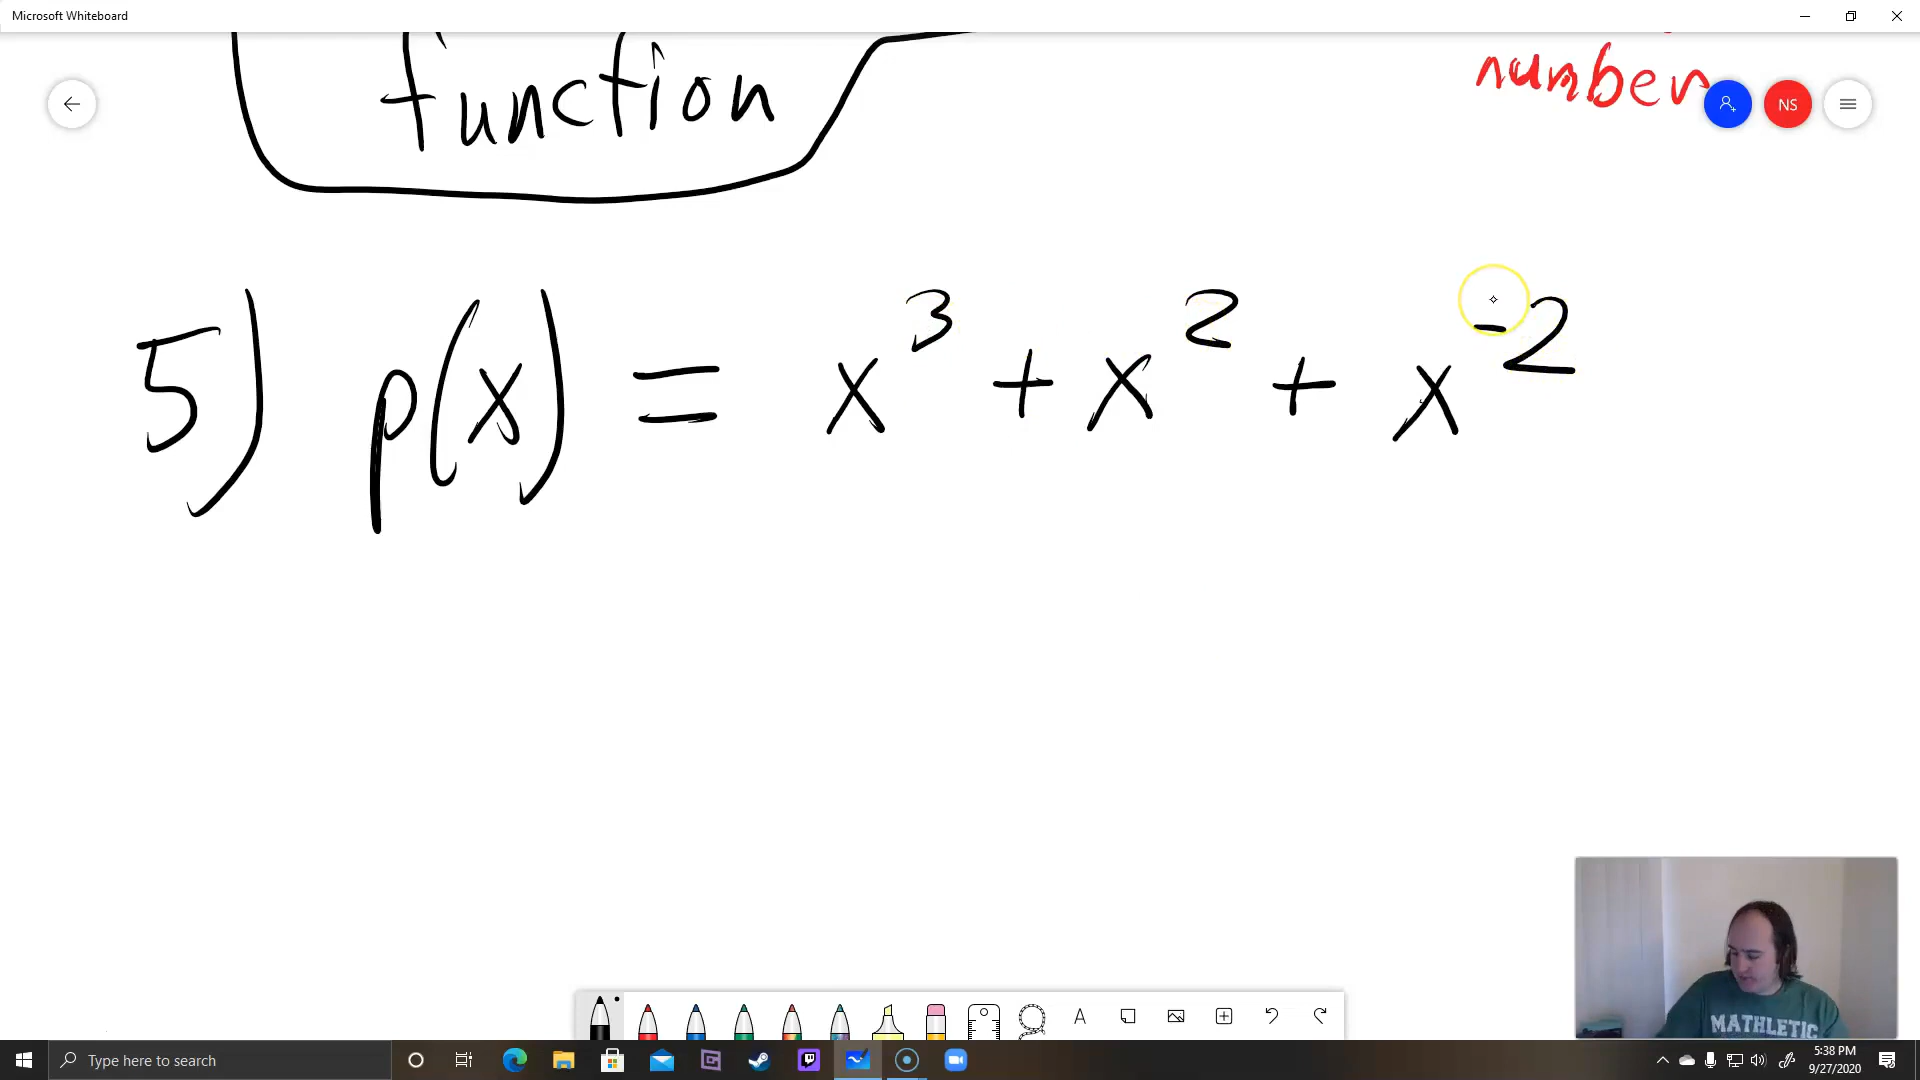 Microsoft Whiteboard
function
number
NS
5) p(x) = x³ + x² + x⁻²
MATHLETIC
A
Type here to search
5:38 PM
9/27/2020